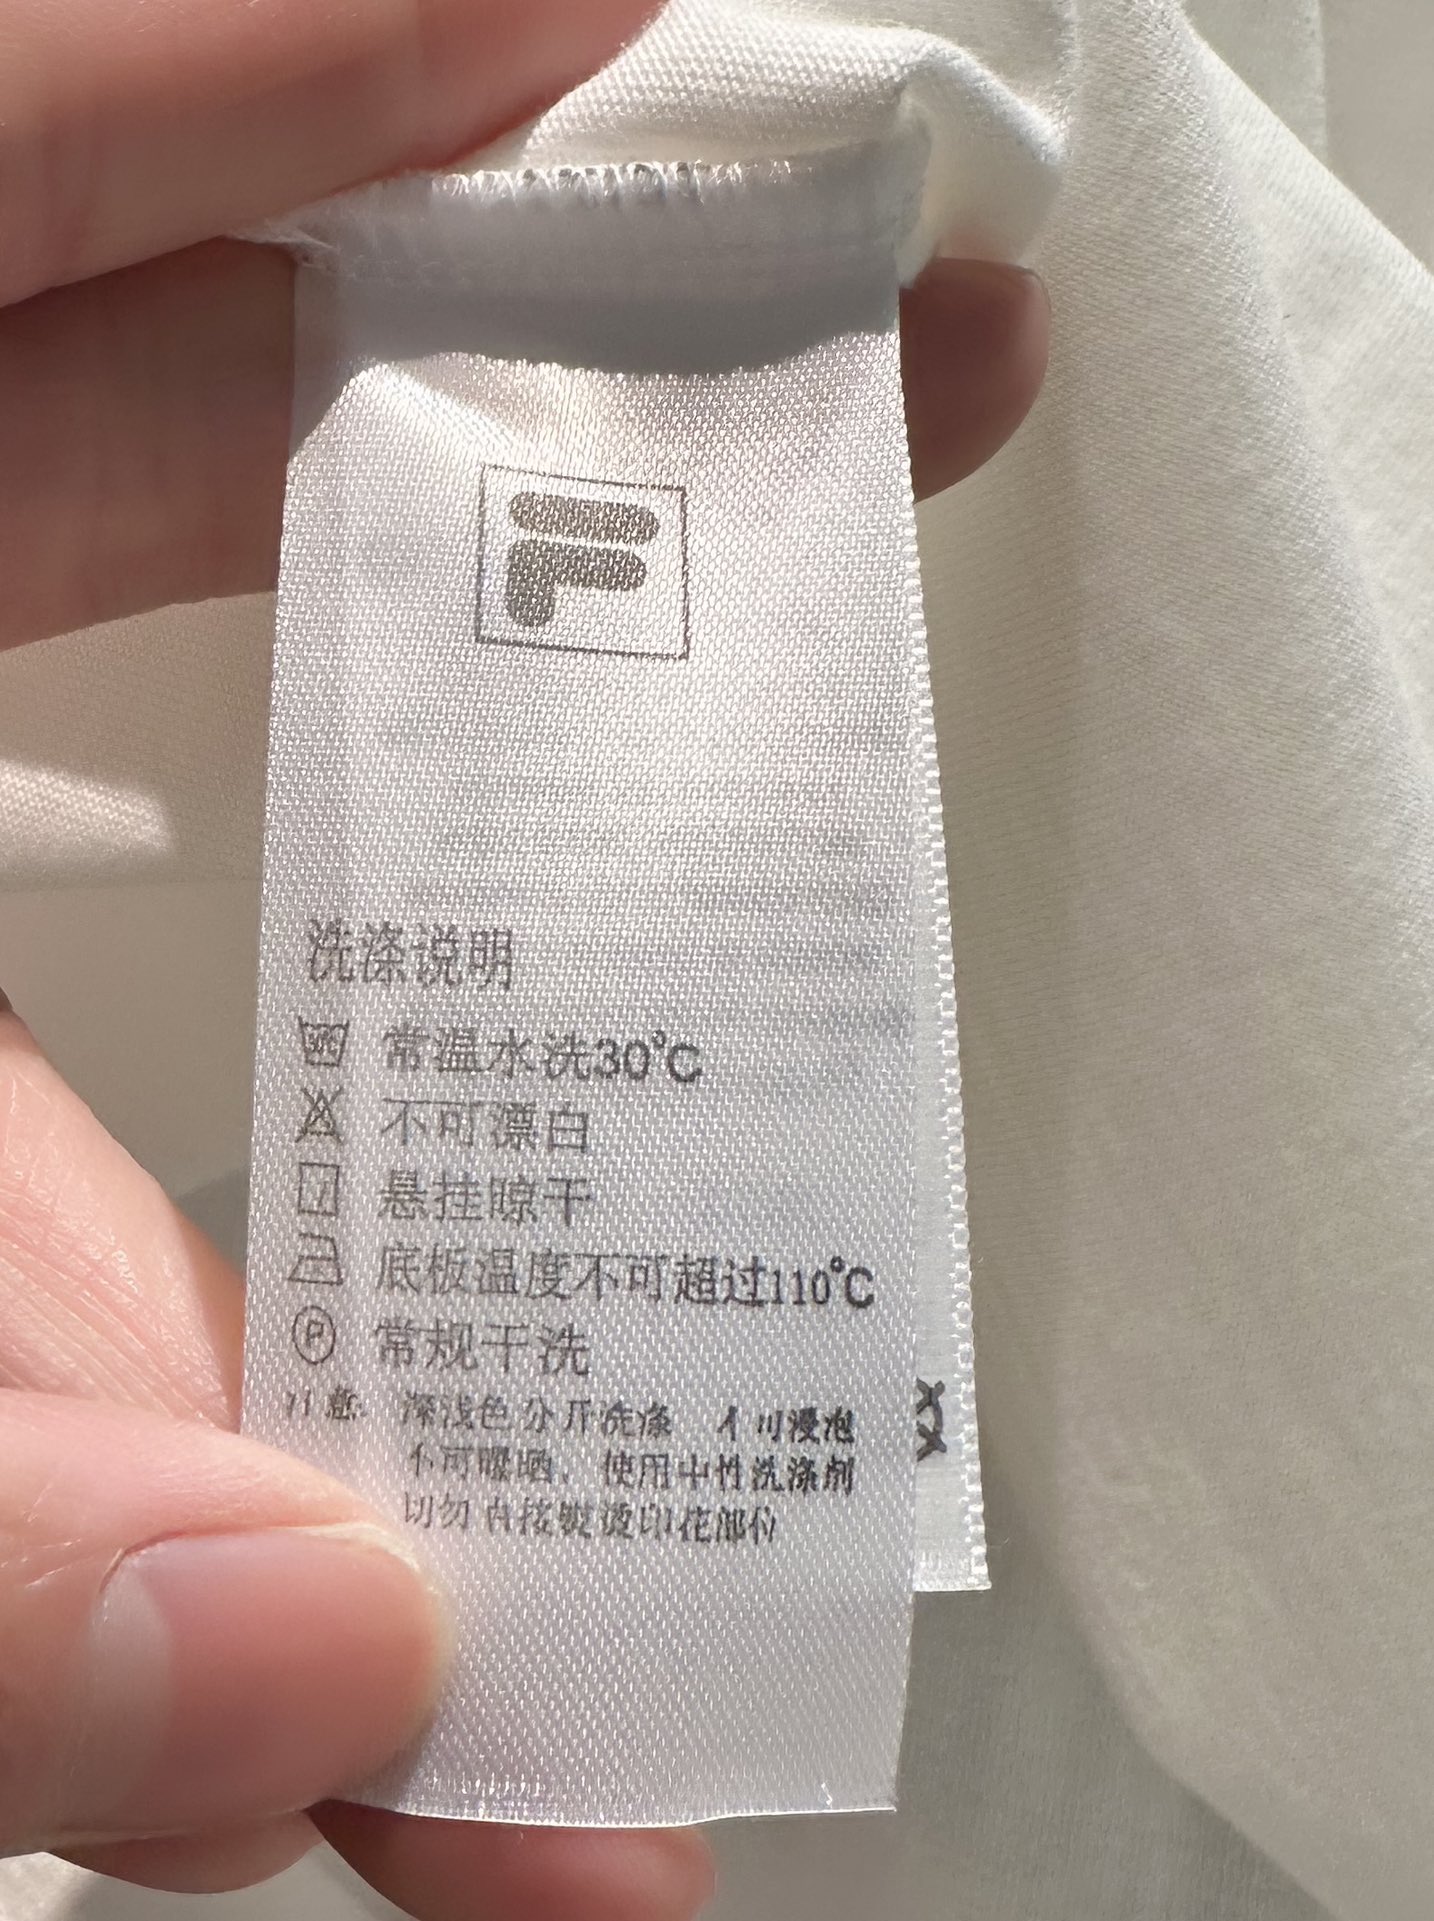 F
洗涤说明
常温水洗30°C
不可漂白
悬挂晾干
底板温度不可超过110°C
P 常规干洗
注意: 深浅色分开洗涤 不可浸泡
不可曝晒, 使用中性洗涤剂
切勿直接熨烫印花部位